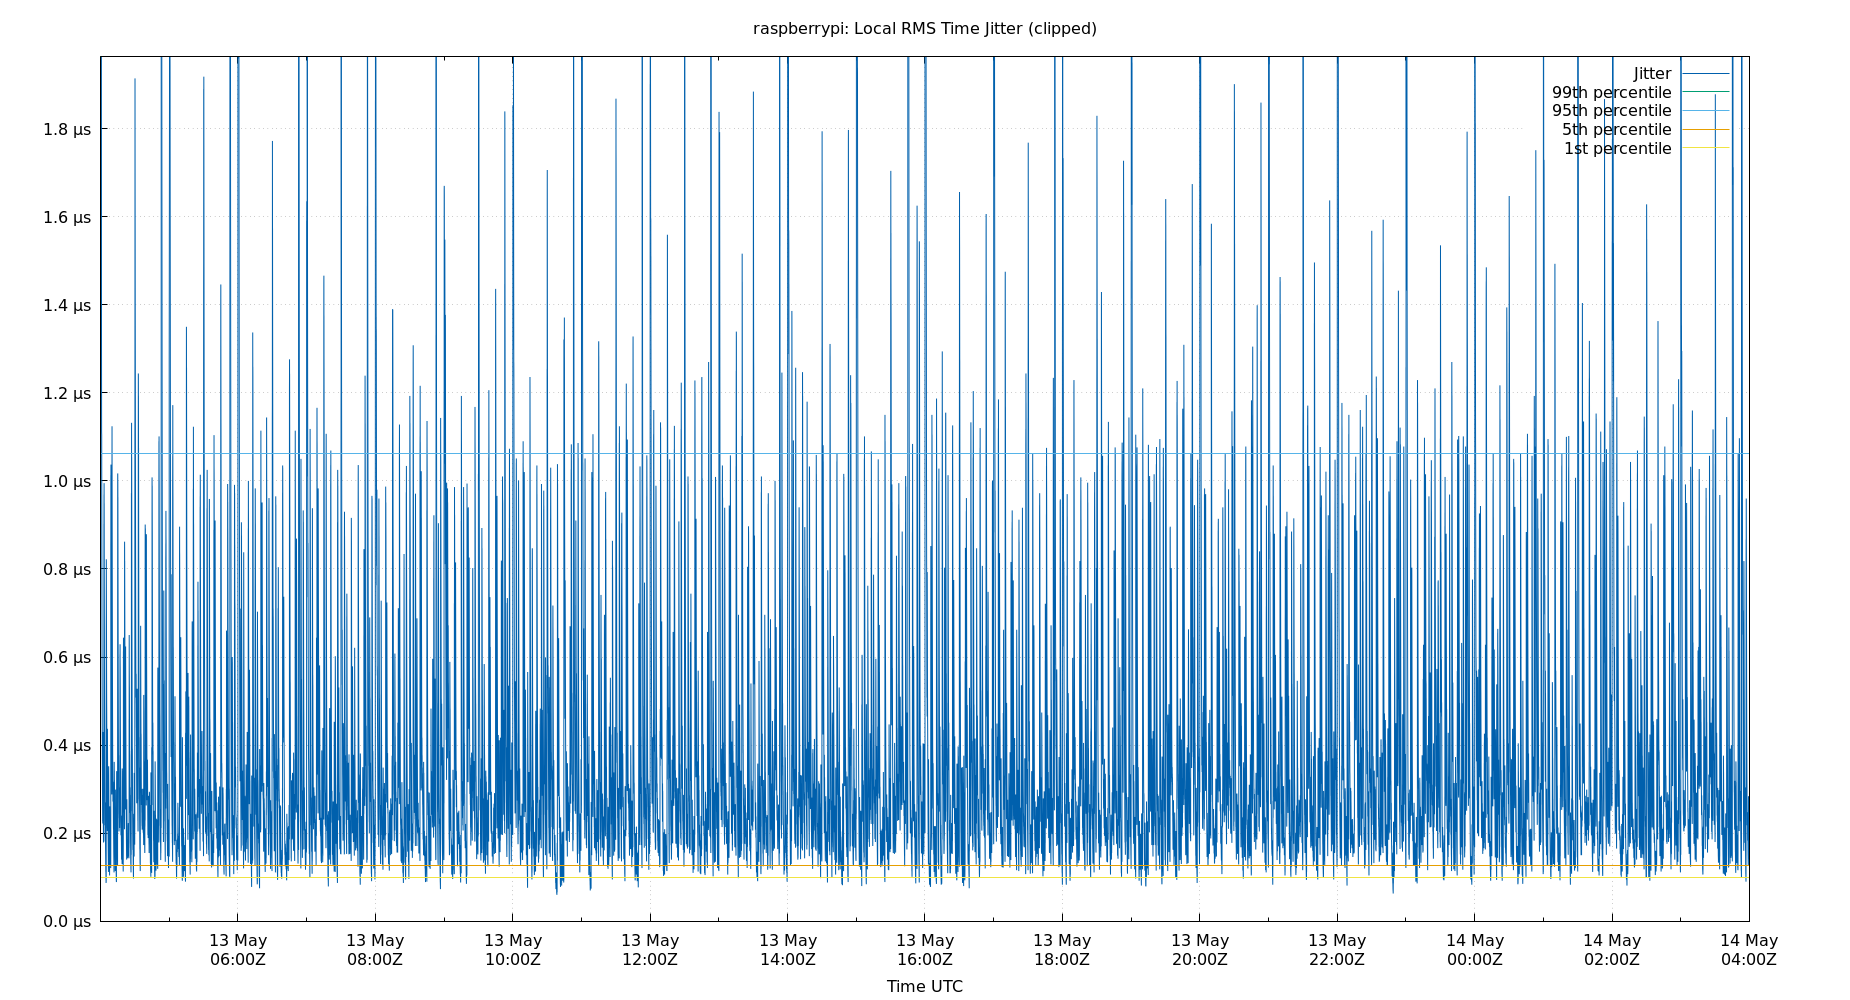 raspberrypi: Local RMS Time Jitter (clipped)
Jitter
99th percentile
95th percentile
5th percentile
1st percentile
1.8 µs
1.6 µs
1.4 µs
1.2 µs
1.0 µs
0.8 µs
0.6 µs
0.4 µs
0.2 µs
0.0 µs
13 May 13 May 13 May 13 May 13 May 13 May 13 May 13 May 13 May 14 May 14 May 14 May
06:00Z 08:00Z 10:00Z 12:00Z 14:00Z 16:00Z 18:00Z 20:00Z 22:00Z 00:00Z 02:00Z 04:00Z
Time UTC